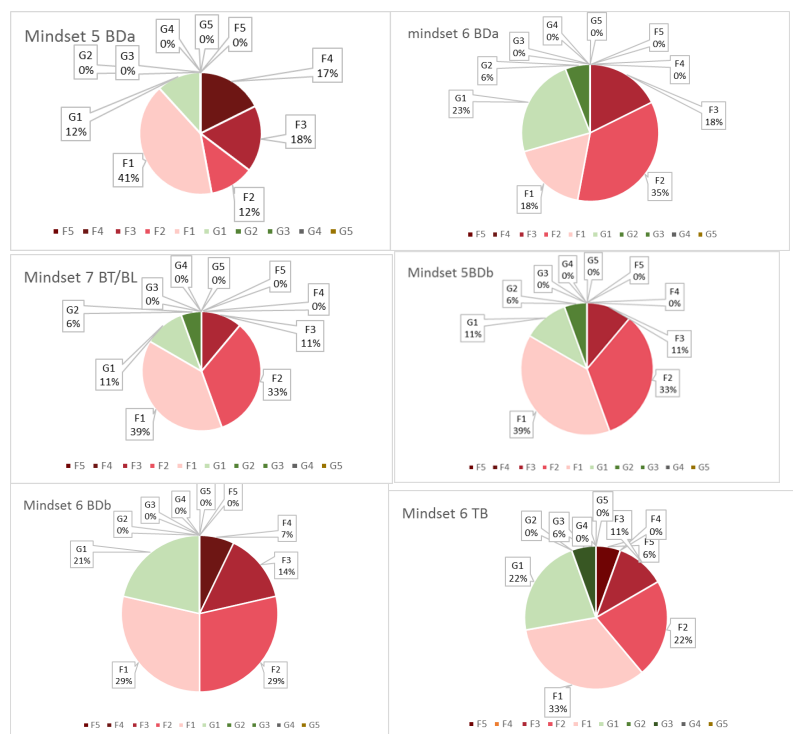 Mindset 5 BDa
G4
0%
G5
0%
F5
0%
G2
0%
G3
0%
F4
17%
G1
12%
F3
18%
F1
41%
F2
12%
F5 F4 F3 F2 F1 G1 G2 G3 G4 G5
mindset 6 BDa
G4
0%
G5
0%
G3
0%
F5
0%
G2
6%
F4
0%
G1
23%
F3
18%
F1
18%
F2
35%
F5 F4 F3 F2 F1 G1 G2 G3 G4 G5
Mindset 7 BT/BL
G4
0%
G5
0%
F5
0%
G3
0%
F4
0%
G2
6%
F3
11%
G1
11%
F2
33%
F1
39%
F5 F4 F3 F2 F1 G1 G2 G3 G4 G5
Mindset 5BDb
G4
0%
G5
0%
F5
0%
G3
0%
G2
6%
F4
0%
G1
11%
F3
11%
F2
33%
F1
39%
F5 F4 F3 F2 F1 G1 G2 G3 G4 G5
Mindset 6 BDb
G5
0%
F5
0%
G4
0%
G3
0%
G2
0%
F4
7%
G1
21%
F3
14%
F1
29%
F2
29%
F5 F4 F3 F2 F1 G1 G2 G3 G4 G5
Mindset 6 TB
G5
0%
G2
0%
G3
6%
G4
0%
F3
11%
F4
0%
F5
6%
G1
22%
F2
22%
F1
33%
F5 F4 F3 F2 F1 G1 G2 G3 G4 G5